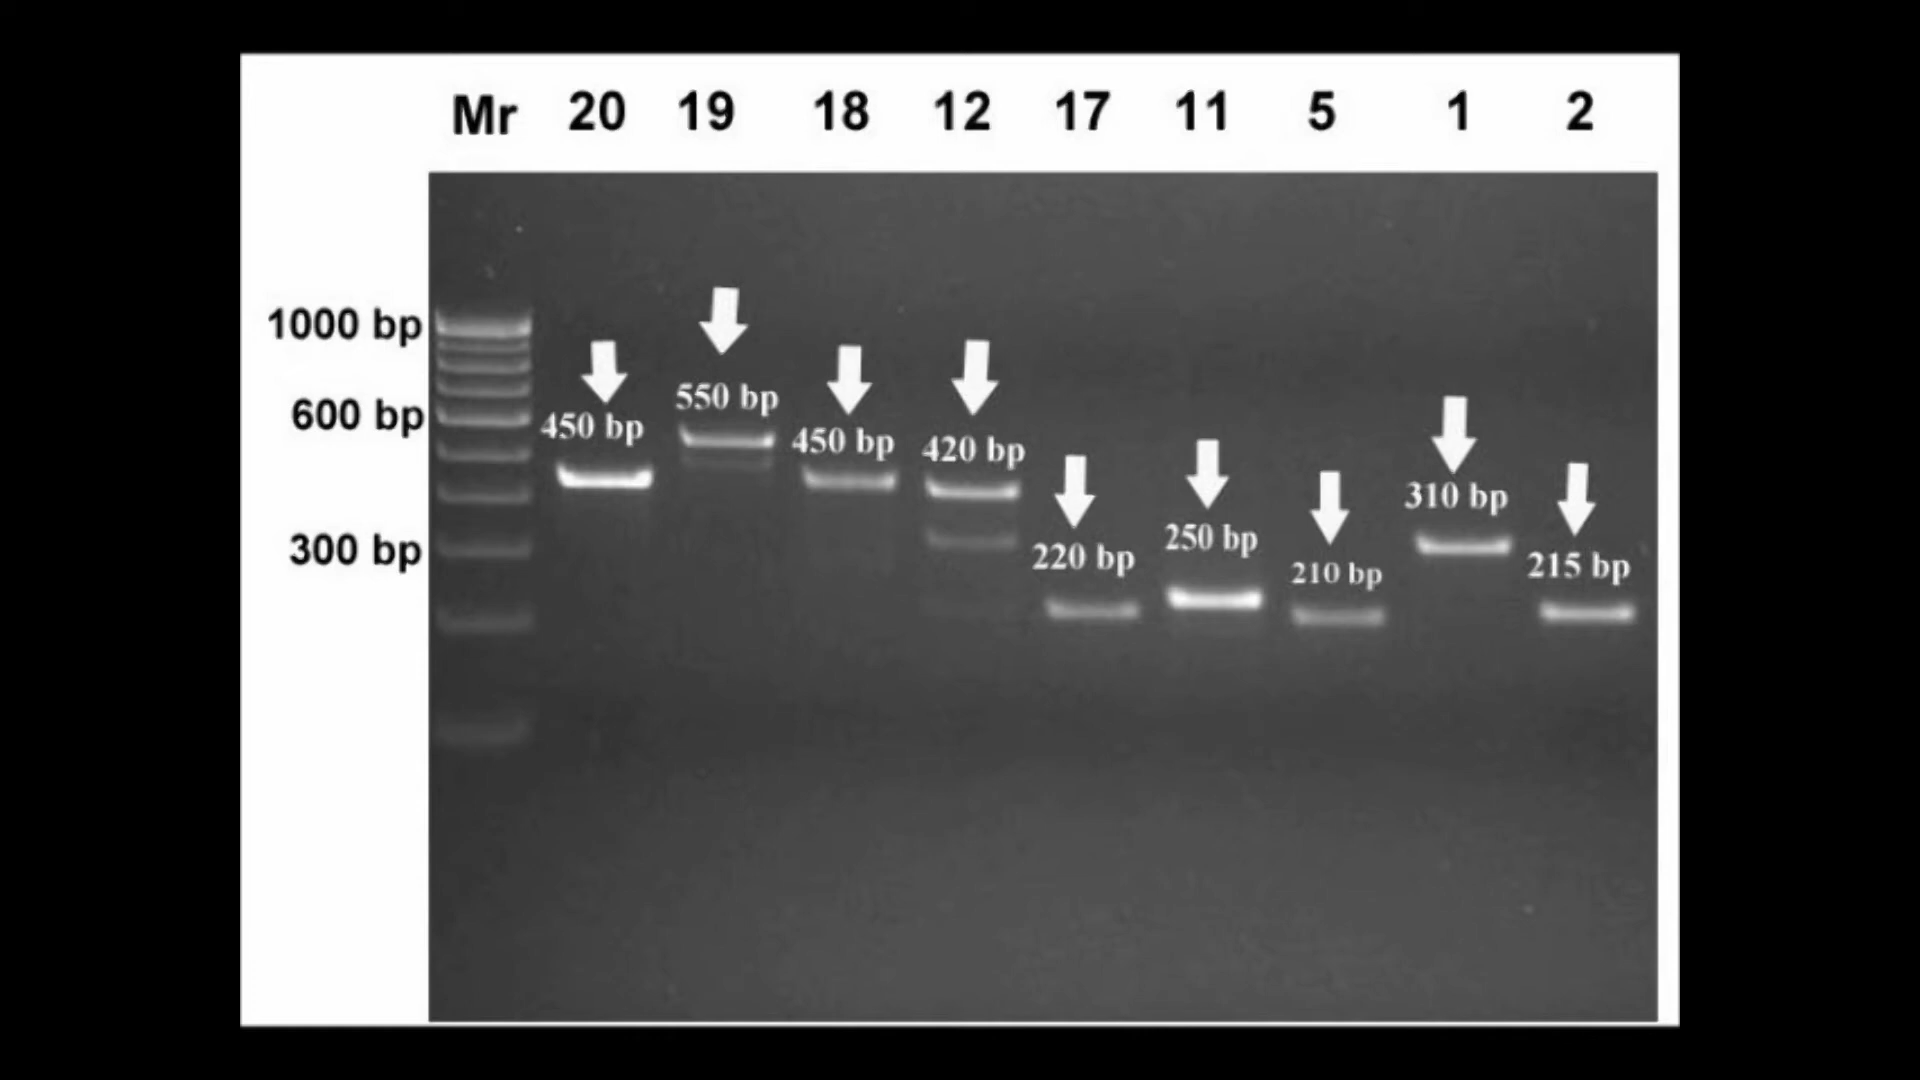 Mr 20 19 18 12 17 11 5 1 2
1000 bp
600 bp
300 bp
450 bp
550 bp
450 bp
420 bp
220 bp
250 bp
210 bp
310 bp
215 bp